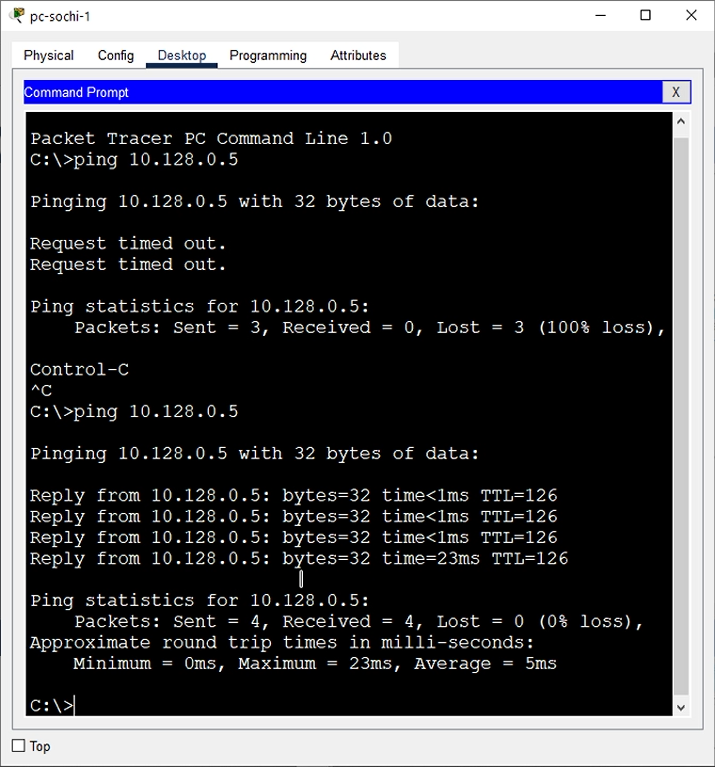 pc-sochi-1
Physical Config Desktop Programming Attributes
Command Prompt X
Packet Tracer PC Command Line 1.0
C:\>ping 10.128.0.5
Pinging 10.128.0.5 with 32 bytes of data:
Request timed out.
Request timed out.
Ping statistics for 10.128.0.5:
Packets: Sent = 3, Received = 0, Lost = 3 (100% loss),
Control-C
^C
C:\>ping 10.128.0.5
Pinging 10.128.0.5 with 32 bytes of data:
Reply from 10.128.0.5: bytes=32 time<1ms TTL=126
Reply from 10.128.0.5: bytes=32 time<1ms TTL=126
Reply from 10.128.0.5: bytes=32 time<1ms TTL=126
Reply from 10.128.0.5: bytes=32 time=23ms TTL=126
Ping statistics for 10.128.0.5:
Packets: Sent = 4, Received = 4, Lost = 0 (0% loss),
Approximate round trip times in milli-seconds:
Minimum = 0ms, Maximum = 23ms, Average = 5ms
C:\>
Top